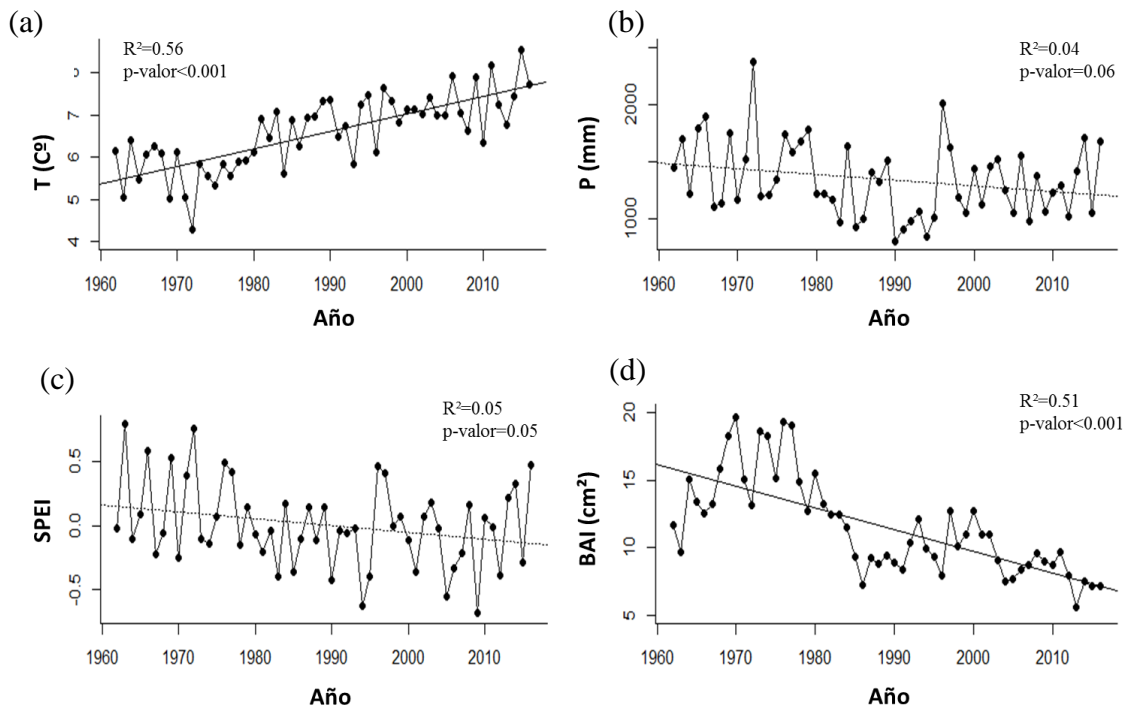 (a)
R²=0.56
p-valor<0.001
T (Cº)
7
6
5
4
1960 1970 1980 1990 2000 2010
Año
(b)
R²=0.04
p-valor=0.06
P (mm)
2000
1000
1960 1970 1980 1990 2000 2010
Año
(c)
R²=0.05
p-valor=0.05
SPEI
0.5
0.0
-0.5
1960 1970 1980 1990 2000 2010
Año
(d)
R²=0.51
p-valor<0.001
BAI (cm²)
20
15
10
5
1960 1970 1980 1990 2000 2010
Año